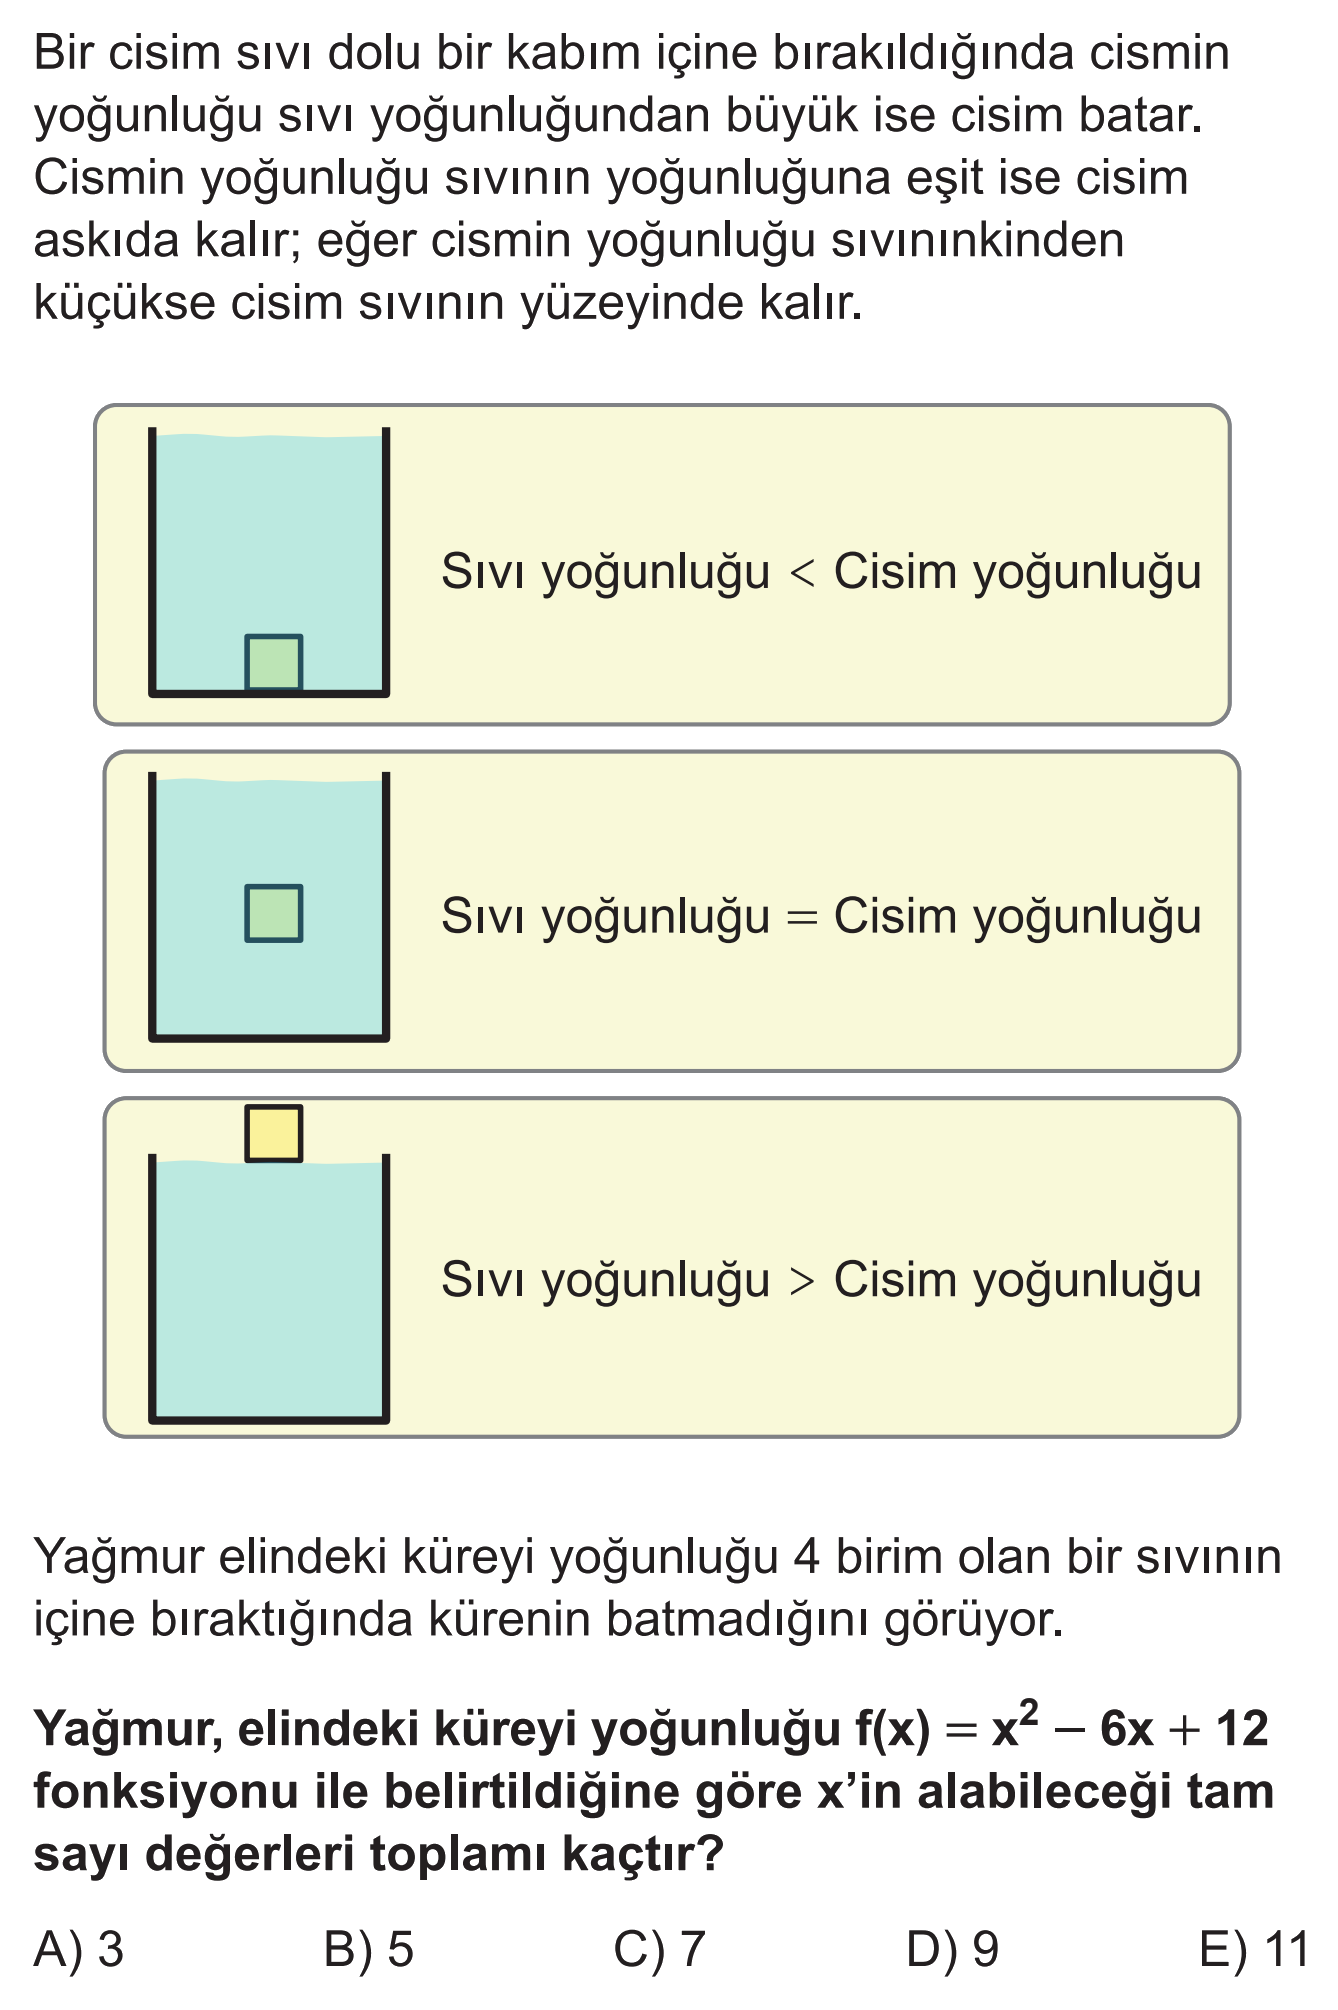 Bir cisim sıvı dolu bir kabım içine bırakıldığında cismin
yoğunluğu sıvı yoğunluğundan büyük ise cisim batar.
Cismin yoğunluğu sıvının yoğunluğuna eşit ise cisim
askıda kalır; eğer cismin yoğunluğu sıvınınkinden
küçükse cisim sıvının yüzeyinde kalır.
Sıvı yoğunluğu < Cisim yoğunluğu
Sıvı yoğunluğu = Cisim yoğunluğu
Sıvı yoğunluğu > Cisim yoğunluğu
Yağmur elindeki küreyi yoğunluğu 4 birim olan bir sıvının
içine bıraktığında kürenin batmadığını görüyor.
Yağmur, elindeki küreyi yoğunluğu f(x) = x² − 6x + 12
fonksiyonu ile belirtildiğine göre x’in alabileceği tam
sayı değerleri toplamı kaçtır?
A) 3 B) 5 C) 7 D) 9 E) 11